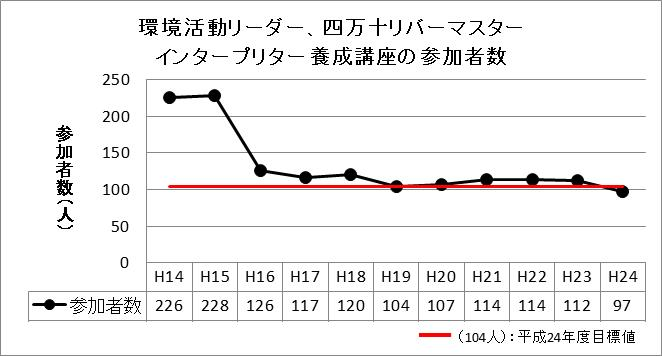 環境活動リーダー、四万十リバーマスター
インタープリター養成講座の参加者数
参加者数(人)
250
200
150
100
50
0
H14 H15 H16 H17 H18 H19 H20 H21 H22 H23 H24
参加者数 226 228 126 117 120 104 107 114 114 112 97
(104人):平成24年度目標値